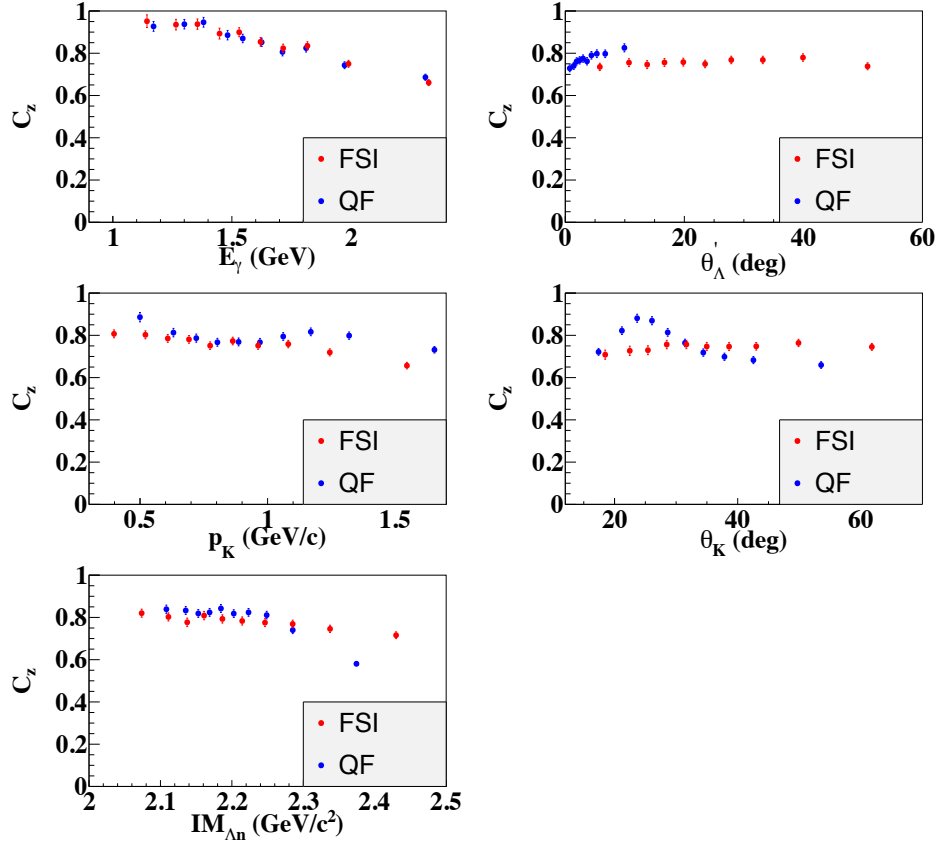 1
0.8
0.6
0.4
0.2
0
C_z
FSI
QF
1 1.5 2
E_γ (GeV)
1
0.8
0.6
0.4
0.2
0
C_z
FSI
QF
0 20 40 60
θ'_Λ (deg)
1
0.8
0.6
0.4
0.2
0
C_z
FSI
QF
0.5 1 1.5
p_K (GeV/c)
1
0.8
0.6
0.4
0.2
0
C_z
FSI
QF
20 40 60
θ_K (deg)
1
0.8
0.6
0.4
0.2
0
C_z
FSI
QF
2 2.1 2.2 2.3 2.4 2.5
IM_Λn (GeV/c²)